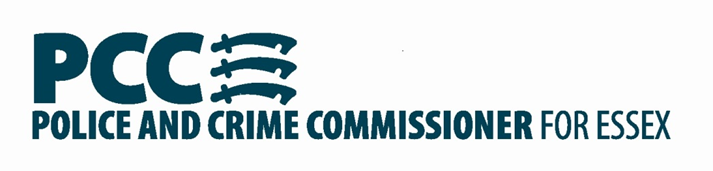 PCC
POLICE AND CRIME COMMISSIONER FOR ESSEX